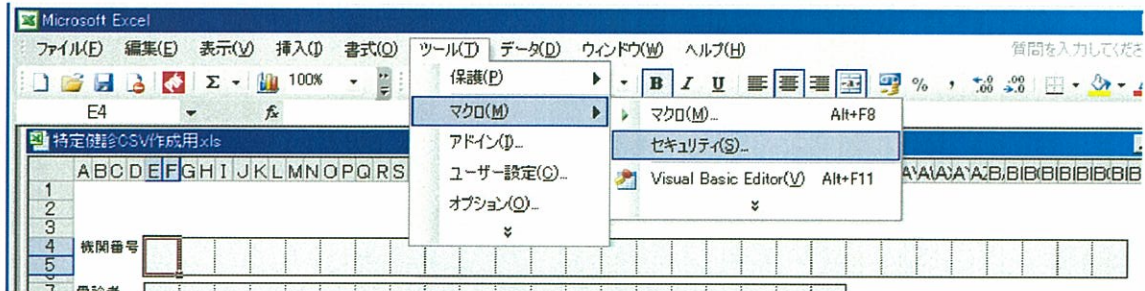 Microsoft Excel
ファイル(F) 編集(E) 表示(V) 挿入(I) 書式(O) ツール(T) データ(D) ウィンドウ(W) ヘルプ(H) 質問を入力してくださ
Σ 100% B I U % ,
保護(P)
E4 fx
マクロ(M) マクロ(M)... Alt+F8
特定健診CSV作成用.xls
アドイン(I)... セキュリティ(S)...
A B C D E F G H I J K L M N O P Q R S
ユーザー設定(C)... Visual Basic Editor(V) Alt+F11
1
2
オプション(O)...
3
4 機関番号
5
7